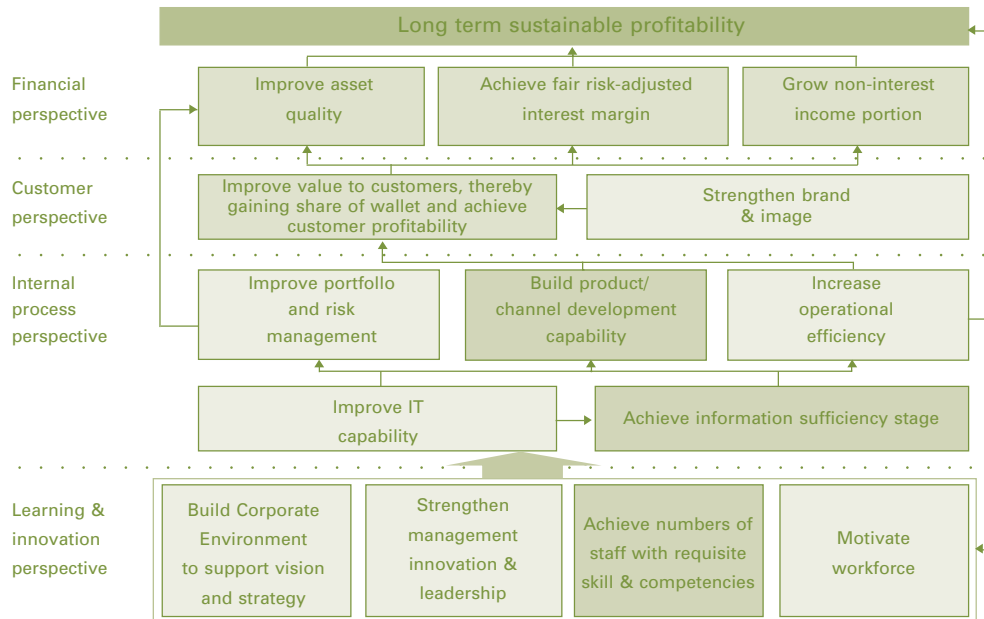 Long term sustainable profitability
Financial
perspective
Improve asset
quality
Achieve fair risk-adjusted
interest margin
Grow non-interest
income portion
Customer
perspective
Improve value to customers, thereby
gaining share of wallet and achieve
customer profitability
Strengthen brand
& image
Internal
process
perspective
Improve portfollo
and risk
management
Build product/
channel development
capability
Increase
operational
efficiency
Improve IT
capability
Achieve information sufficiency stage
Learning &
innovation
perspective
Build Corporate
Environment
to support vision
and strategy
Strengthen
management
innovation &
leadership
Achieve numbers of
staff with requisite
skill & competencies
Motivate
workforce